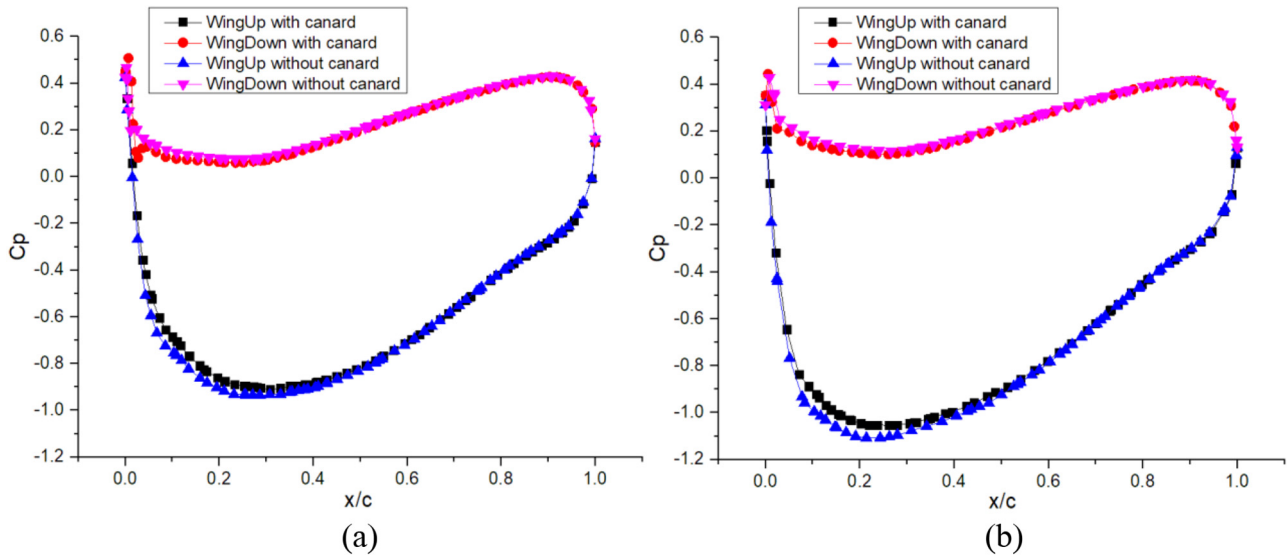 WingUp with canard
WingDown with canard
WingUp without canard
WingDown without canard
0.6
0.4
0.2
0.0
-0.2
-0.4
-0.6
-0.8
-1.0
-1.2
Cp
0.0 0.2 0.4 0.6 0.8 1.0
x/c
(a)
WingUp with canard
WingDown with canard
WingUp without canard
WingDown without canard
0.6
0.4
0.2
0.0
-0.2
-0.4
-0.6
-0.8
-1.0
-1.2
Cp
0.0 0.2 0.4 0.6 0.8 1.0
x/c
(b)